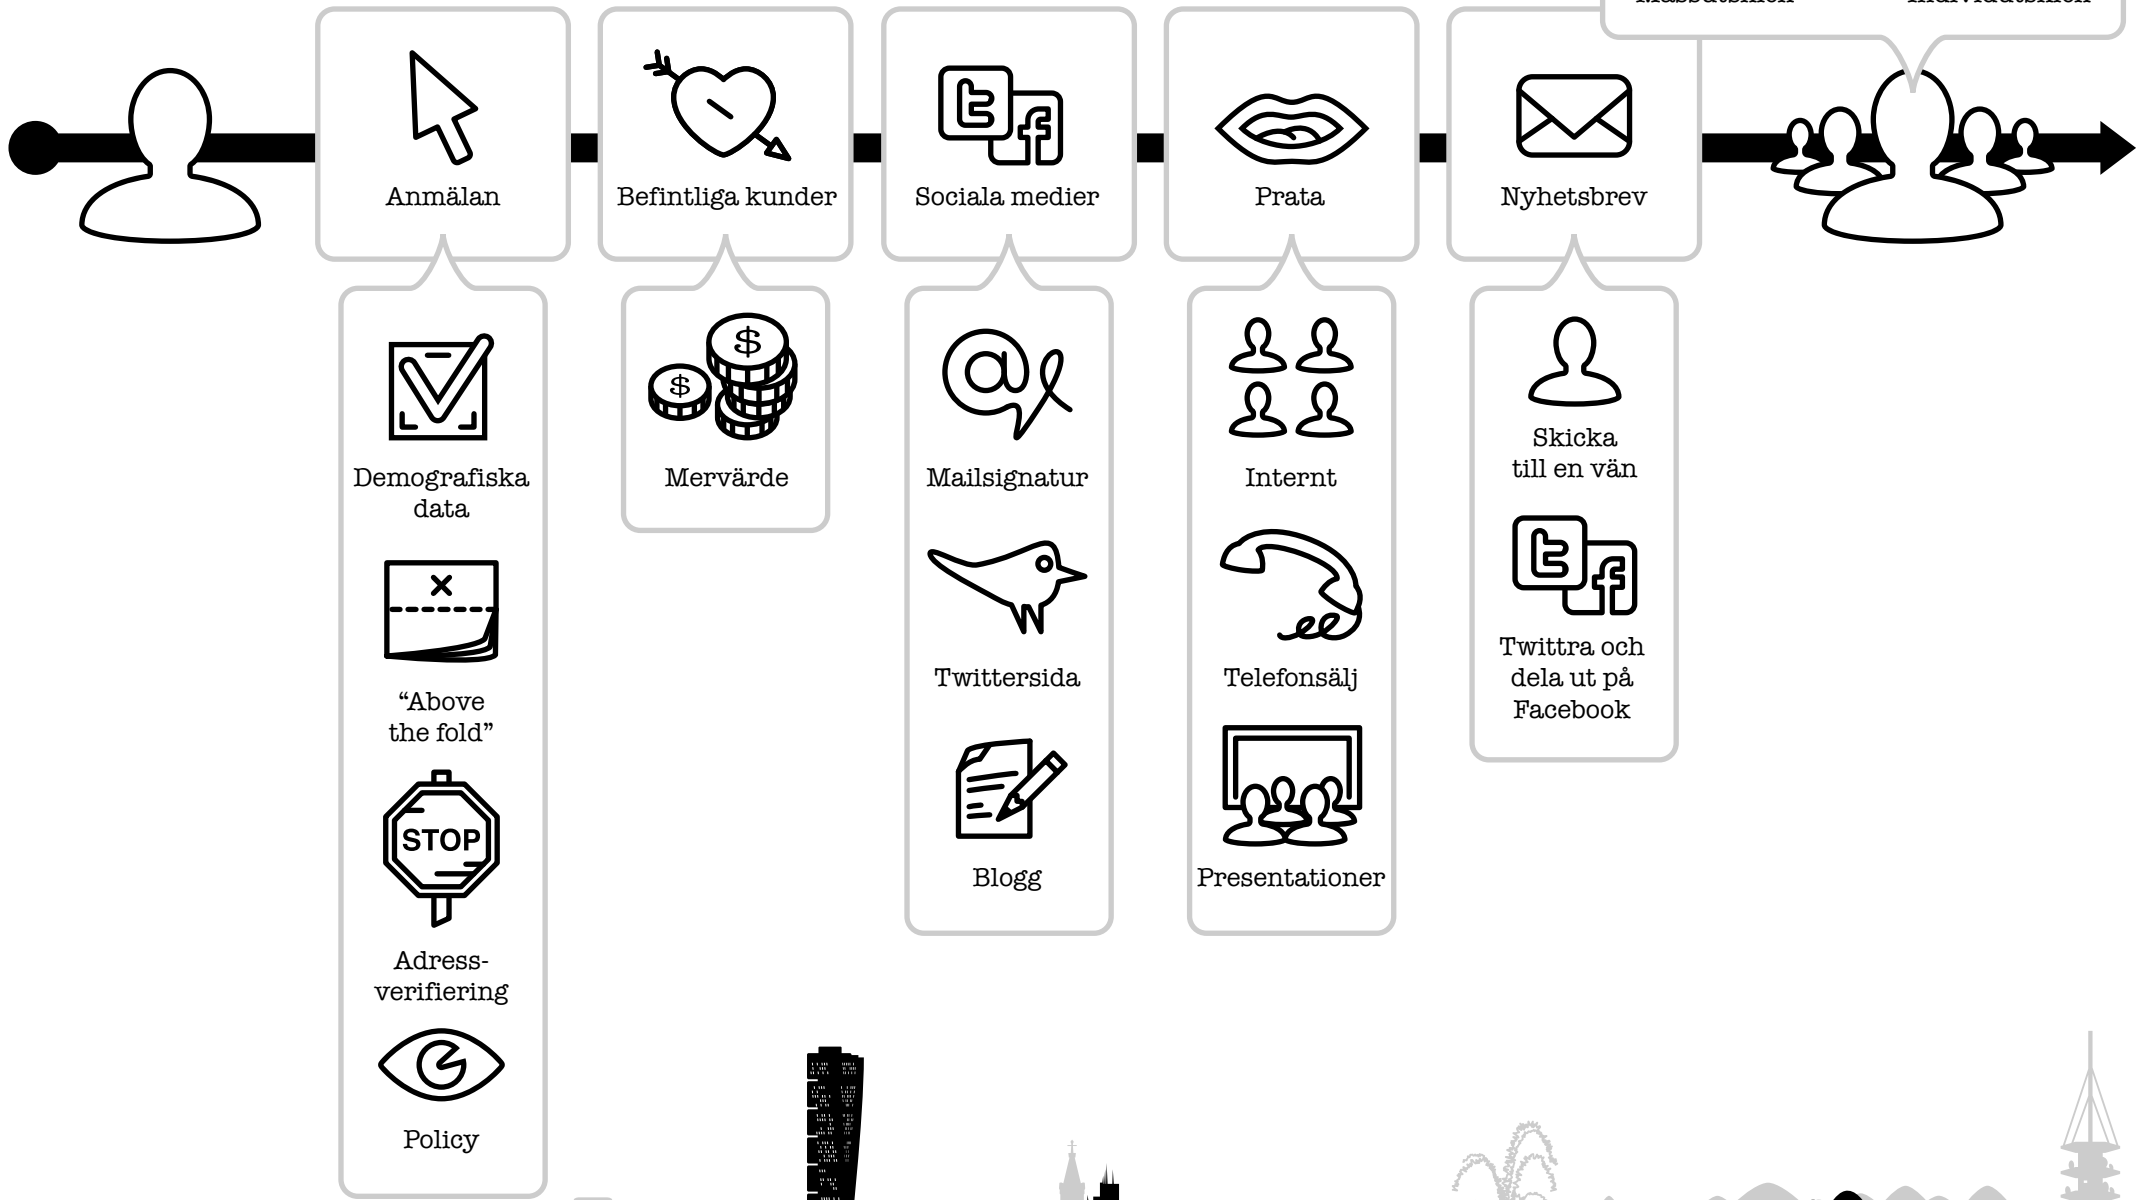 Anmälan
Befintliga kunder
Sociala medier
Prata
Nyhetsbrev
Demografiska
data
“Above
the fold”
STOP
Adress-
verifiering
Policy
$
$
Mervärde
Mailsignatur
Twittersida
Blogg
Internt
Telefonsälj
Presentationer
Skicka
till en vän
Twittra och
dela ut på
Facebook